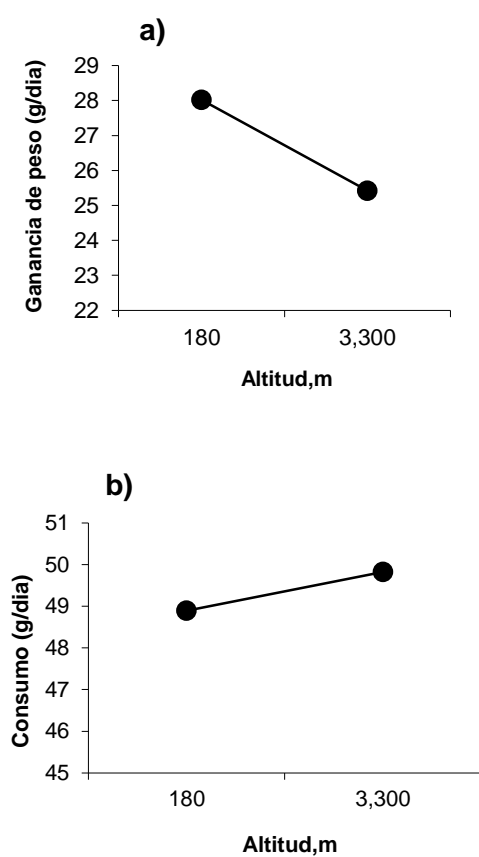 a)
Ganancia de peso (g/dia)
29
28
27
26
25
24
23
22
180 3,300
Altitud,m
b)
Consumo (g/dia)
51
50
49
48
47
46
45
180 3,300
Altitud,m